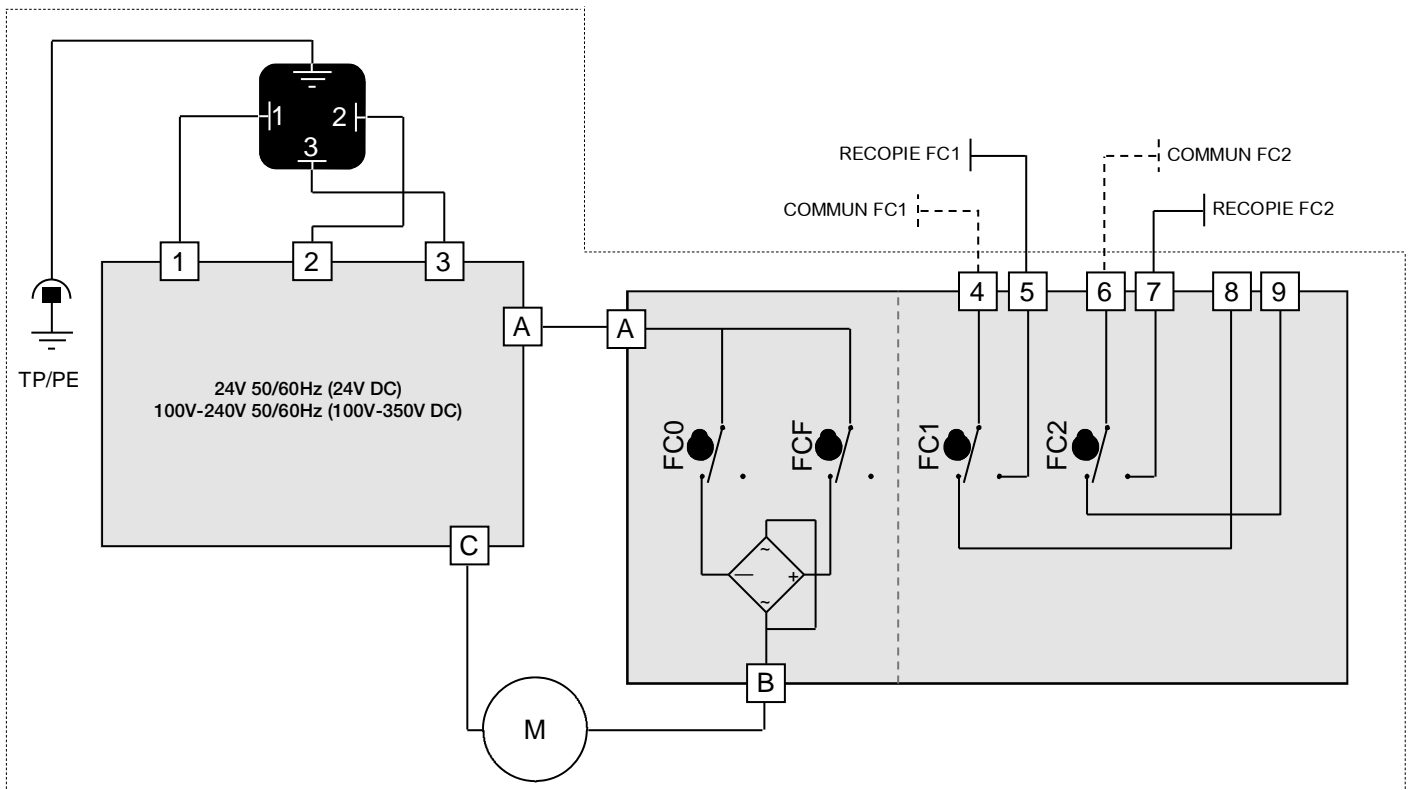 1
2
3
RECOPIE FC1
COMMUN FC2
COMMUN FC1
RECOPIE FC2
1
2
3
4
5
6
7
8
9
A
A
TP/PE
24V 50/60Hz (24V DC)
100V-240V 50/60Hz (100V-350V DC)
FC0
FCF
FC1
FC2
C
~
— +
~
B
M